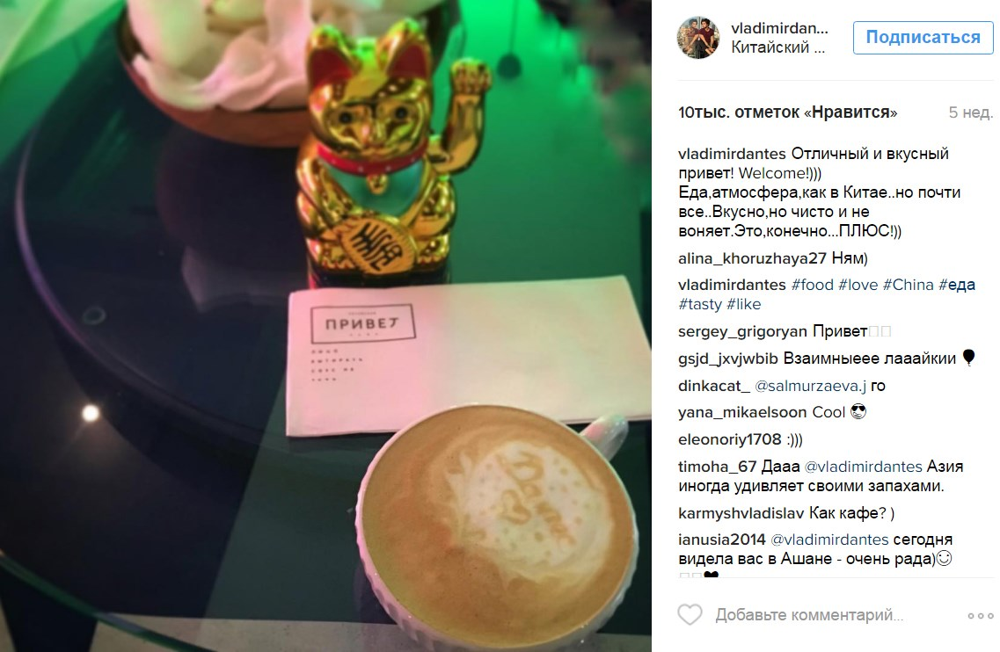 ПРИВЕТ
vladimirdan...
Китайский ...
Подписаться
10тыс. отметок «Нравится»
5 нед.
vladimirdantes Отличный и вкусный
привет! Welcome!)))
Еда,атмосфера,как в Китае..но почти
все..Вкусно,но чисто и не
воняет.Это,конечно...ПЛЮС!))
alina_khoruzhaya27 Ням)
vladimirdantes #food #love #China #еда
#tasty #like
sergey_grigoryan Привет
gsjd_jxvjwbib Взаимныеее лааайкии
dinkacat_ @salmurzaeva.j го
yana_mikaelsoon Cool
eleonoriy1708 :)))
timoha_67 Дааа @vladimirdantes Азия
иногда удивляет своими запахами.
karmyshvladislav Как кафе? )
ianusia2014 @vladimirdantes сегодня
видела вас в Ашане - очень рада)
Добавьте комментарий...